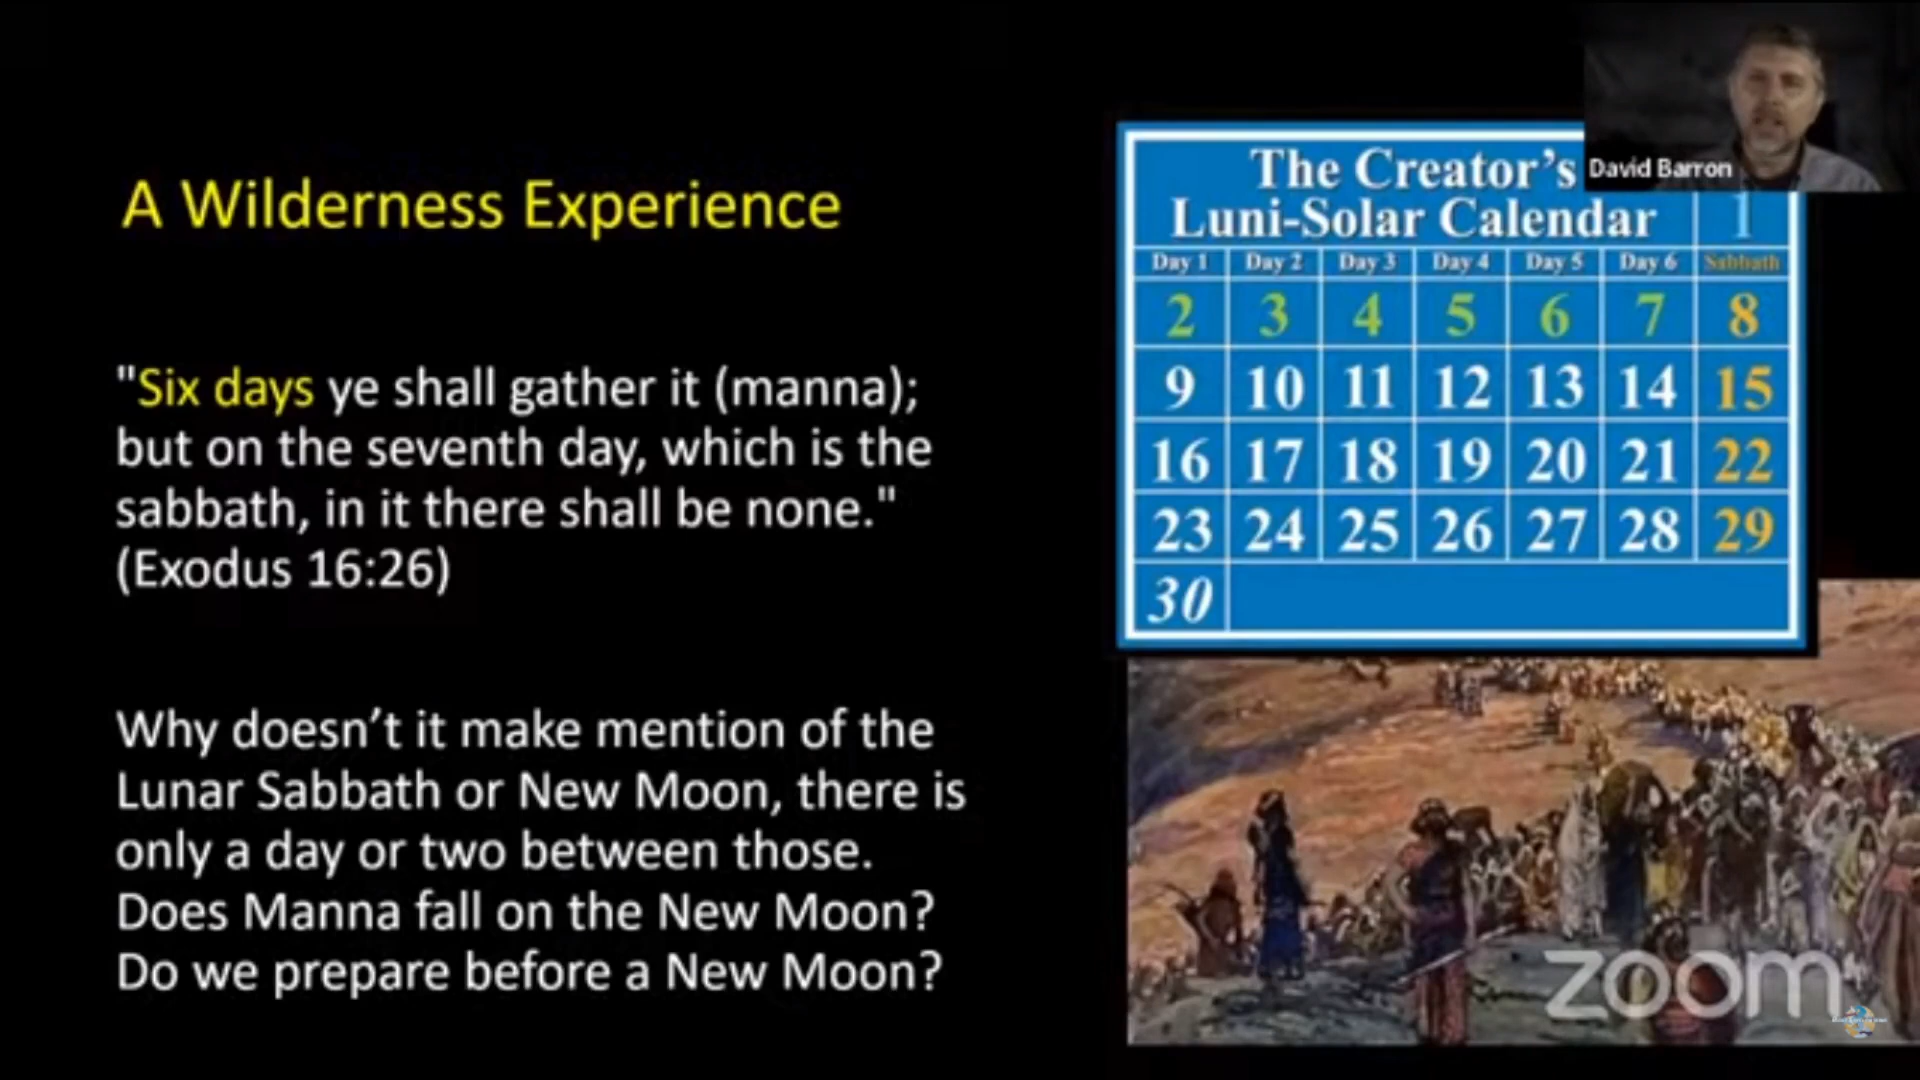 David Barron
A Wilderness Experience
"Six days ye shall gather it (manna);
but on the seventh day, which is the
sabbath, in it there shall be none."
(Exodus 16:26)
Why doesn’t it make mention of the
Lunar Sabbath or New Moon, there is
only a day or two between those.
Does Manna fall on the New Moon?
Do we prepare before a New Moon?
The Creator’s
Luni-Solar Calendar 1
Day 1 Day 2 Day 3 Day 4 Day 5 Day 6 Sabbath
2 3 4 5 6 7 8
9 10 11 12 13 14 15
16 17 18 19 20 21 22
23 24 25 26 27 28 29
30
zoom